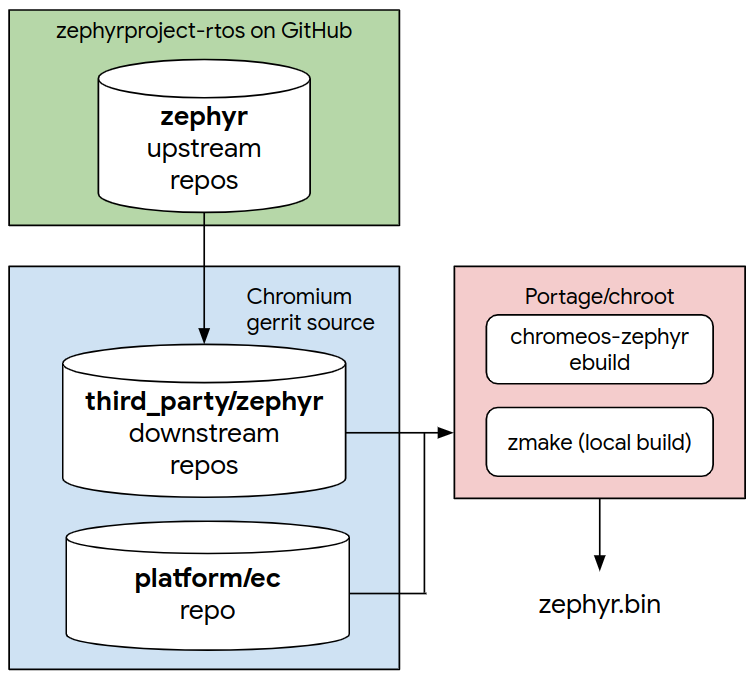 zephyrproject-rtos on GitHub
zephyr
upstream
repos
Chromium
gerrit source
third_party/zephyr
downstream
repos
platform/ec
repo
Portage/chroot
chromeos-zephyr
ebuild
zmake (local build)
zephyr.bin